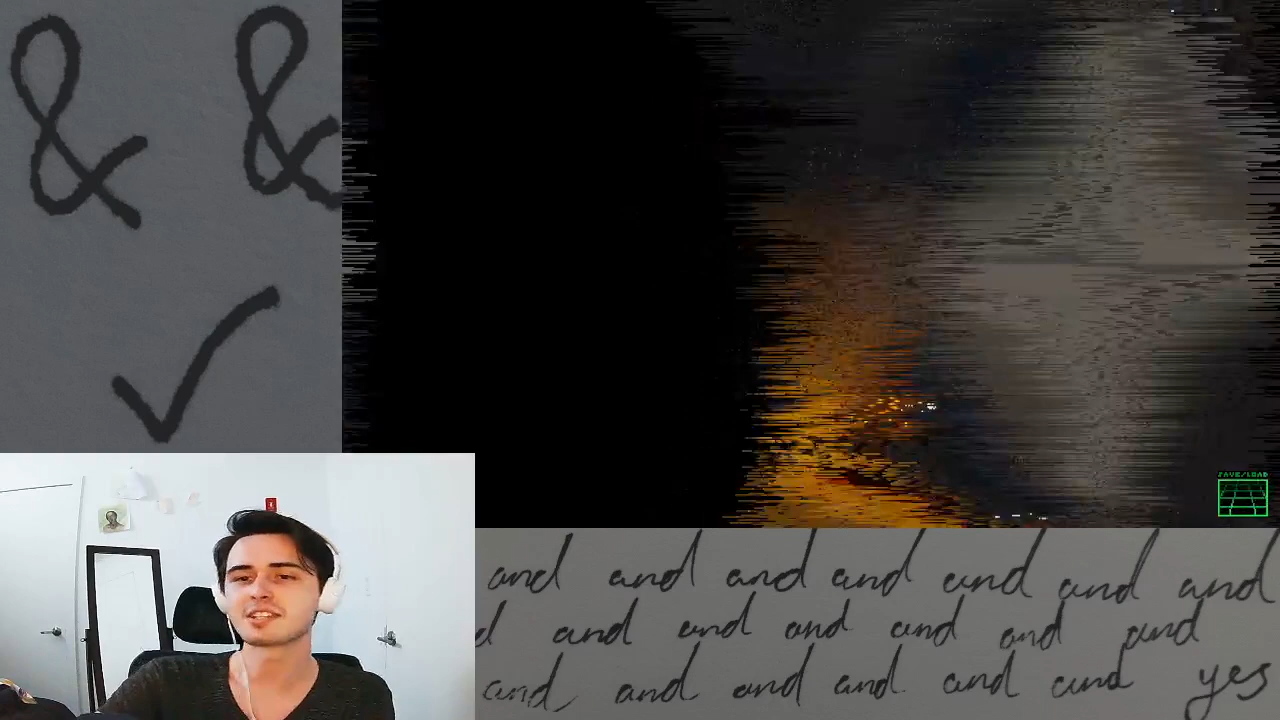 & &
✓
SAVE/LOAD
and and and and and and and
d and and and and and and
and and and and and and yes